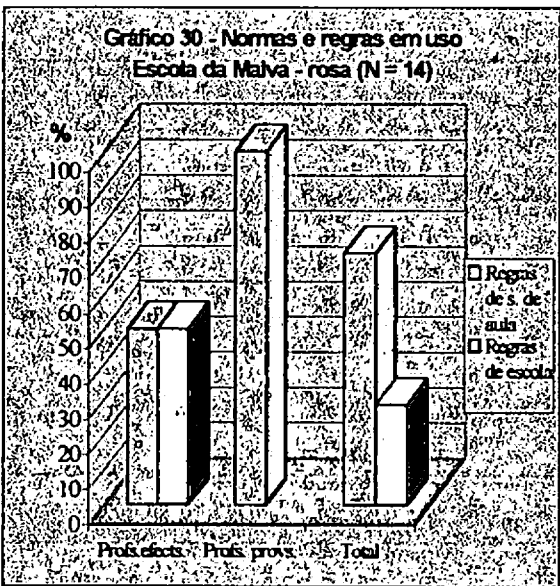 Gráfico 30 - Normas e regras em uso
Escola da Malva - rosa (N = 14)
%
100
90
80
70
60
50
40
30
20
10
0
Profs.efects. Profs. provs. Total
Regras
de s. de
aula
Regras
de escola